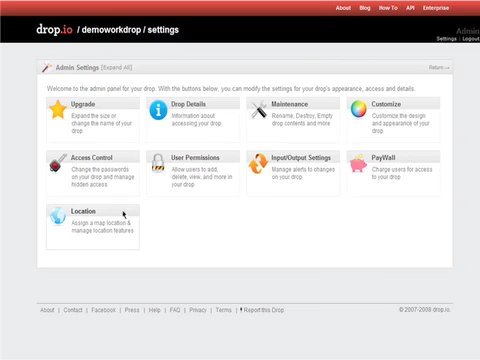 About Blog How To API Enterprise
drop.io / demoworkdrop / settings
Admin
Settings | Logout
Admin Settings [Expand All]
Return
Welcome to the admin panel for your drop. With the buttons below, you can modify the settings for your drop's appearance, access and details.
Upgrade
Expand the size or
change the name of your
drop
Drop Details
Information about
accessing your drop
Maintenance
Rename, Destroy, Empty
drop contents and more
Customize
Customize the design
and appearance of your
drop
Access Control
Change the passwords
on your drop and manage
hidden access
User Permissions
Allow users to add,
delete, view, and more in
your drop
Input/Output Settings
Manage alerts to changes
on your drop
PayWall
Charge users for access
to your drop
Location
Assign a map location &
manage location features
About | Contact | Facebook | Press | Help | FAQ | Privacy | Terms | Report this Drop
© 2007-2008 drop.io.